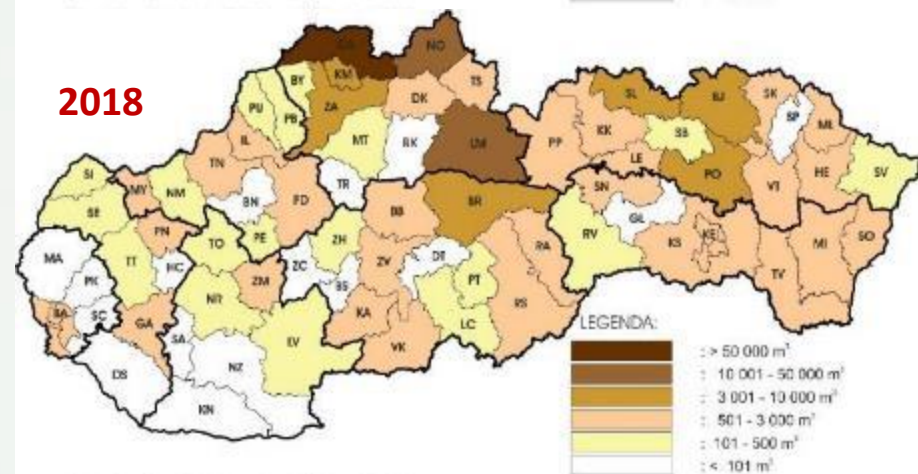 2018
NO
BY
KM
TS
PU
PB
ZA
DK
SL
BJ
SK
SP
ML
MT
RK
LM
PP
KK
SB
IL
TN
LE
PO
VT
HE
SV
SI
MY
NM
BN
PD
TR
SN
GL
SE
PN
TO
PE
ZH
BB
BR
RV
KS
KE
MI
SO
MA
TT
HC
ZM
ZC
ZV
DT
RA
TV
PK
BS
PT
BA
SC
GA
NR
KA
LC
RS
SA
LV
VK
DS
NZ
KN
LEGENDA:
: > 50 000 m³
: 10 001 - 50 000 m³
: 3 001 - 10 000 m³
: 501 - 3 000 m³
: 101 - 500 m³
: < 101 m³